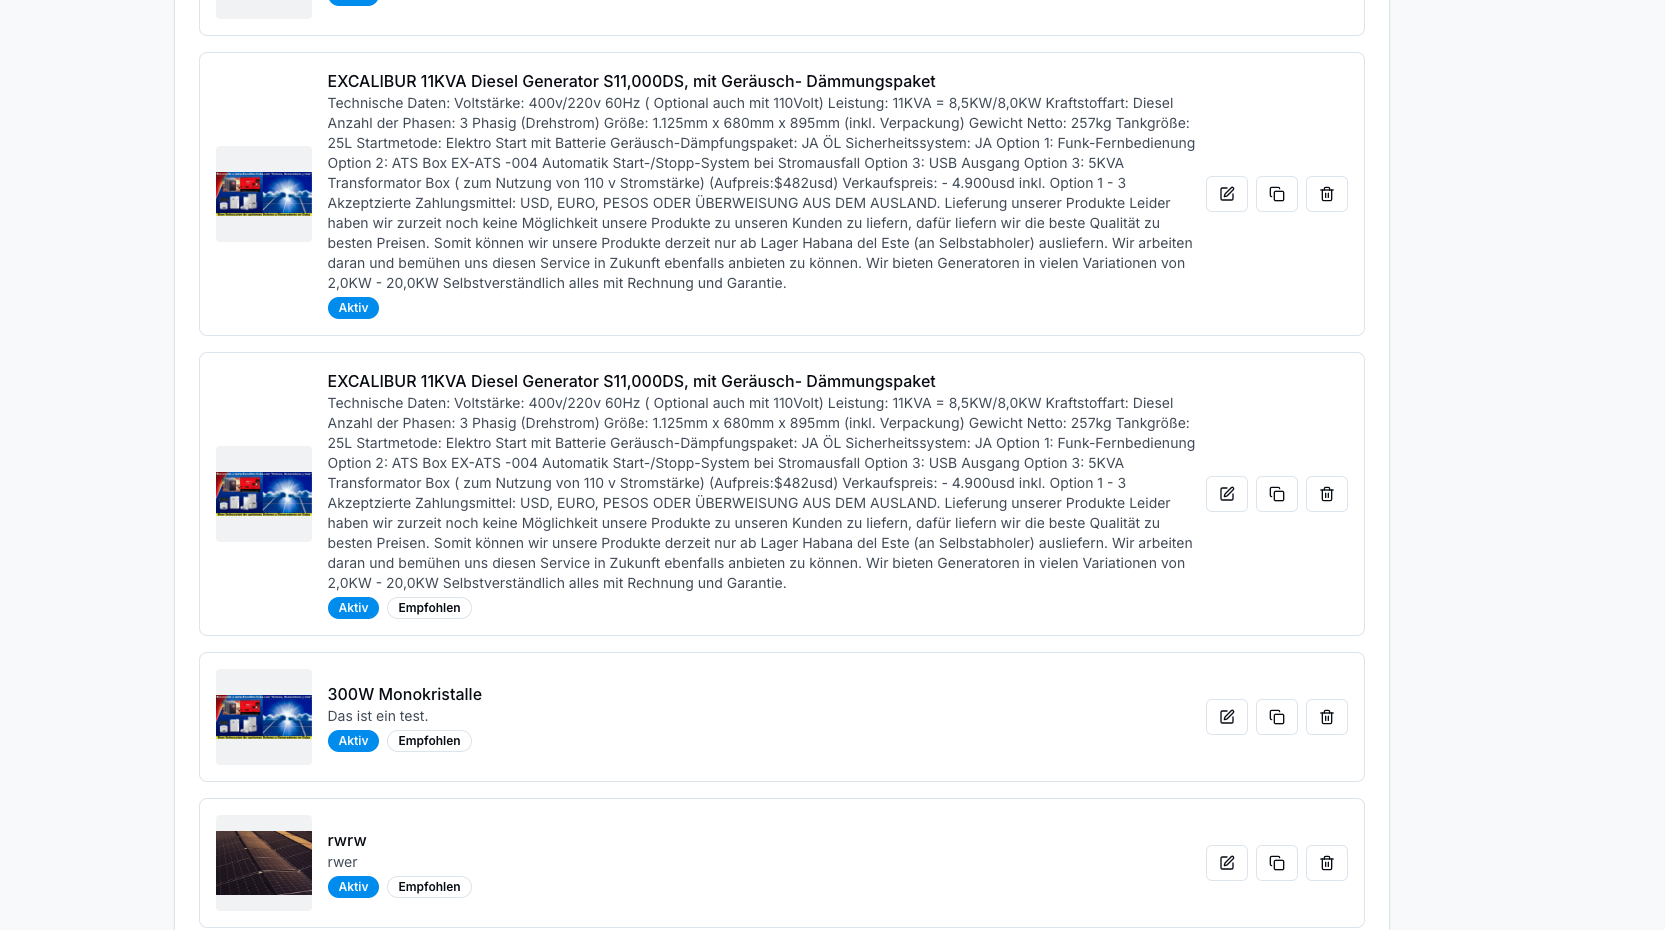 EXCALIBUR 11KVA Diesel Generator S11,000DS, mit Geräusch- Dämmungspaket
Technische Daten: Voltstärke: 400v/220v 60Hz ( Optional auch mit 110Volt) Leistung: 11KVA = 8,5KW/8,0KW Kraftstoffart: Diesel
Anzahl der Phasen: 3 Phasig (Drehstrom) Größe: 1.125mm x 680mm x 895mm (inkl. Verpackung) Gewicht Netto: 257kg Tankgröße:
25L Startmetode: Elektro Start mit Batterie Geräusch-Dämpfungspaket: JA ÖL Sicherheitssystem: JA Option 1: Funk-Fernbedienung
Option 2: ATS Box EX-ATS -004 Automatik Start-/Stopp-System bei Stromausfall Option 3: USB Ausgang Option 3: 5KVA
Transformator Box ( zum Nutzung von 110 v Stromstärke) (Aufpreis:$482usd) Verkaufspreis: - 4.900usd inkl. Option 1 - 3
Akzeptierte Zahlungsmittel: USD, EURO, PESOS ODER ÜBERWEISUNG AUS DEM AUSLAND. Lieferung unserer Produkte Leider
haben wir zurzeit noch keine Möglichkeit unsere Produkte zu unseren Kunden zu liefern, dafür liefern wir die beste Qualität zu
besten Preisen. Somit können wir unsere Produkte derzeit nur ab Lager Habana del Este (an Selbstabholer) ausliefern. Wir arbeiten
daran und bemühen uns diesen Service in Zukunft ebenfalls anbieten zu können. Wir bieten Generatoren in vielen Variationen von
2,0KW - 20,0KW Selbstverständlich alles mit Rechnung und Garantie.
Aktiv
EXCALIBUR 11KVA Diesel Generator S11,000DS, mit Geräusch- Dämmungspaket
Technische Daten: Voltstärke: 400v/220v 60Hz ( Optional auch mit 110Volt) Leistung: 11KVA = 8,5KW/8,0KW Kraftstoffart: Diesel
Anzahl der Phasen: 3 Phasig (Drehstrom) Größe: 1.125mm x 680mm x 895mm (inkl. Verpackung) Gewicht Netto: 257kg Tankgröße:
25L Startmetode: Elektro Start mit Batterie Geräusch-Dämpfungspaket: JA ÖL Sicherheitssystem: JA Option 1: Funk-Fernbedienung
Option 2: ATS Box EX-ATS -004 Automatik Start-/Stopp-System bei Stromausfall Option 3: USB Ausgang Option 3: 5KVA
Transformator Box ( zum Nutzung von 110 v Stromstärke) (Aufpreis:$482usd) Verkaufspreis: - 4.900usd inkl. Option 1 - 3
Akzeptierte Zahlungsmittel: USD, EURO, PESOS ODER ÜBERWEISUNG AUS DEM AUSLAND. Lieferung unserer Produkte Leider
haben wir zurzeit noch keine Möglichkeit unsere Produkte zu unseren Kunden zu liefern, dafür liefern wir die beste Qualität zu
besten Preisen. Somit können wir unsere Produkte derzeit nur ab Lager Habana del Este (an Selbstabholer) ausliefern. Wir arbeiten
daran und bemühen uns diesen Service in Zukunft ebenfalls anbieten zu können. Wir bieten Generatoren in vielen Variationen von
2,0KW - 20,0KW Selbstverständlich alles mit Rechnung und Garantie.
Aktiv Empfohlen
300W Monokristalle
Das ist ein test.
Aktiv Empfohlen
rwrw
rwer
Aktiv Empfohlen